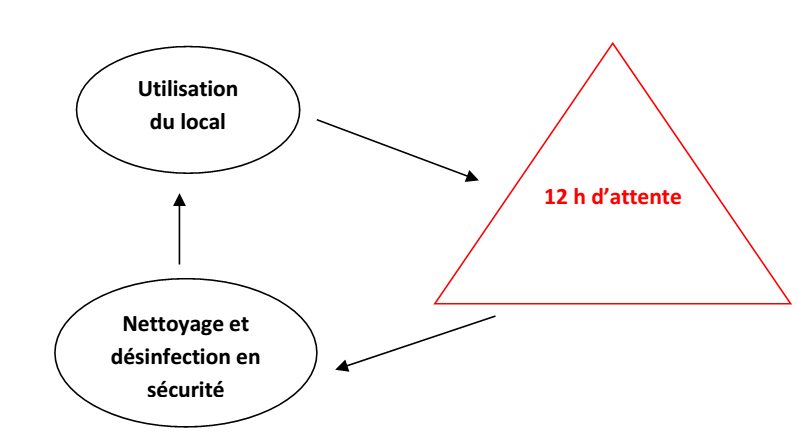 Utilisation
du local
12 h d’attente
Nettoyage et
désinfection en
sécurité